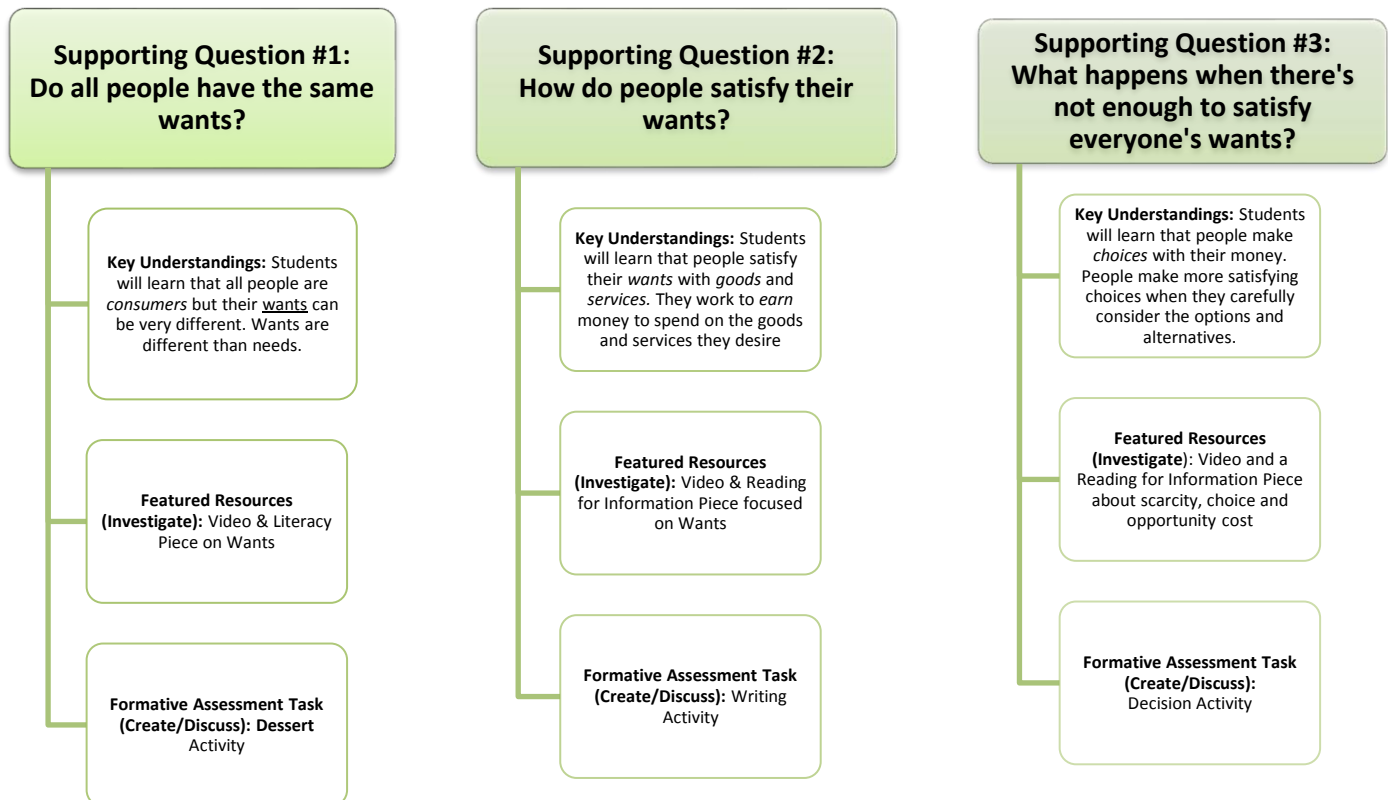 Supporting Question #1:
Do all people have the same
wants?
Key Understandings: Students
will learn that all people are
consumers but their wants can
be very different. Wants are
different than needs.
Featured Resources
(Investigate): Video & Literacy
Piece on Wants
Formative Assessment Task
(Create/Discuss): Dessert
Activity
Supporting Question #2:
How do people satisfy their
wants?
Key Understandings: Students
will learn that people satisfy
their wants with goods and
services. They work to earn
money to spend on the goods
and services they desire
Featured Resources
(Investigate): Video & Reading
for Information Piece focused
on Wants
Formative Assessment Task
(Create/Discuss): Writing
Activity
Supporting Question #3:
What happens when there's
not enough to satisfy
everyone's wants?
Key Understandings: Students
will learn that people make
choices with their money.
People make more satisfying
choices when they carefully
consider the options and
alternatives.
Featured Resources
(Investigate): Video and a
Reading for Information Piece
about scarcity, choice and
opportunity cost
Formative Assessment Task
(Create/Discuss):
Decision Activity